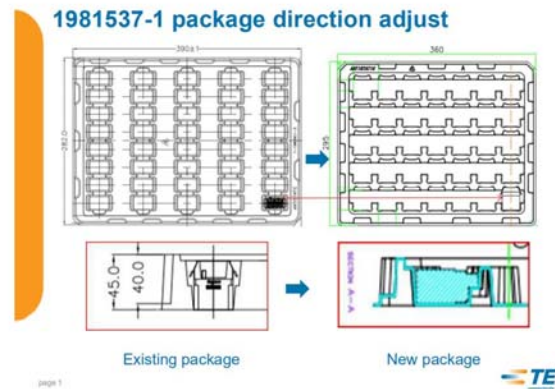 1981537-1 package direction adjust
390±1
360
282.0
295
45.0
40.0
SECTION A-A
Existing package
New package
page 1
TE